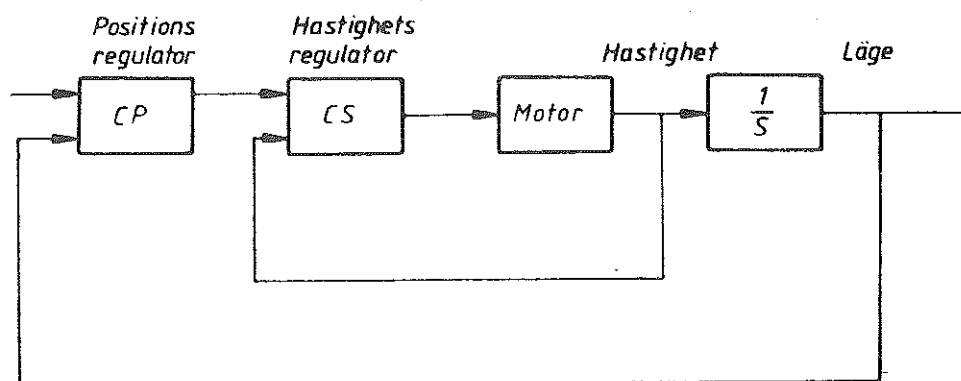 Positions
regulator
Hastighets
regulator
Hastighet
Läge
CP
CS
Motor
1
S